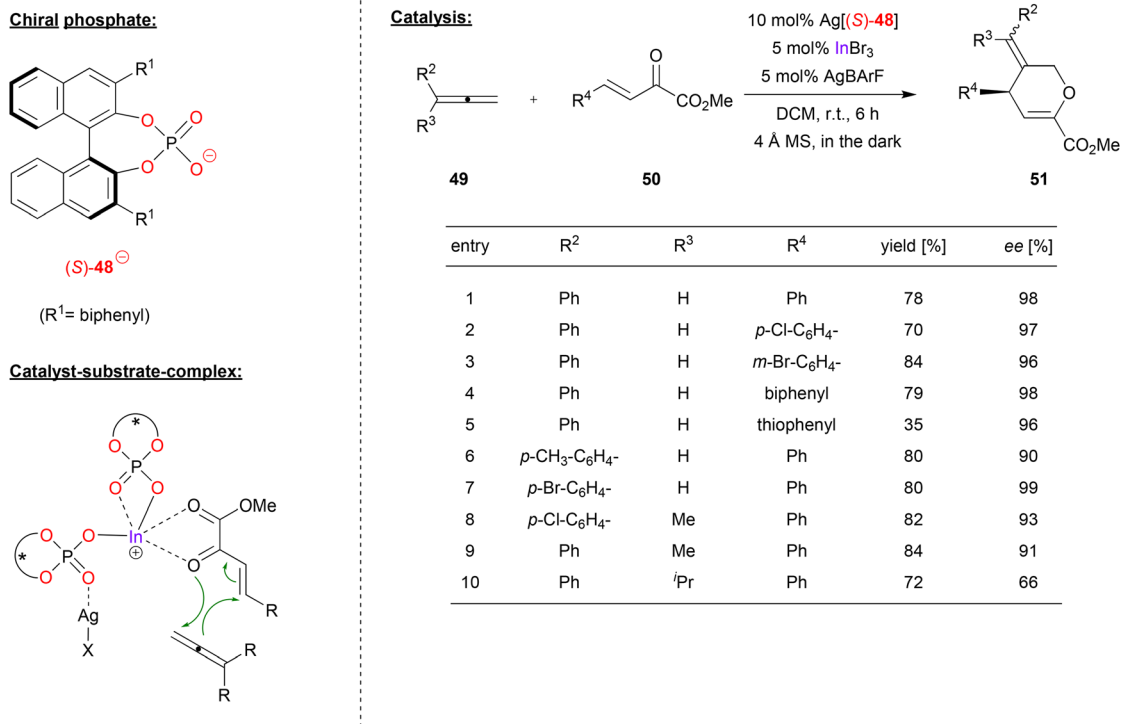 Chiral phosphate:
R¹
O
O
P
O
O⊖
R¹
(S)-48⊖
(R¹= biphenyl)
Catalyst-substrate-complex:
*
O
O
P
O
O
O
OMe
O
O
In
⊕
*
P
O
O
O
Ag
X
R
R
R
Catalysis:
R²
R³
+
O
R⁴
CO₂Me
10 mol% Ag[(S)-48]
5 mol% InBr₃
5 mol% AgBArF
DCM, r.t., 6 h
4 Å MS, in the dark
R²
R³
R⁴
O
CO₂Me
49 50 51
entry R² R³ R⁴ yield [%] ee [%]
1 Ph H Ph 78 98
2 Ph H p-Cl-C₆H₄- 70 97
3 Ph H m-Br-C₆H₄- 84 96
4 Ph H biphenyl 79 98
5 Ph H thiophenyl 35 96
6 p-CH₃-C₆H₄- H Ph 80 90
7 p-Br-C₆H₄- H Ph 80 99
8 p-Cl-C₆H₄- Me Ph 82 93
9 Ph Me Ph 84 91
10 Ph ⁱPr Ph 72 66